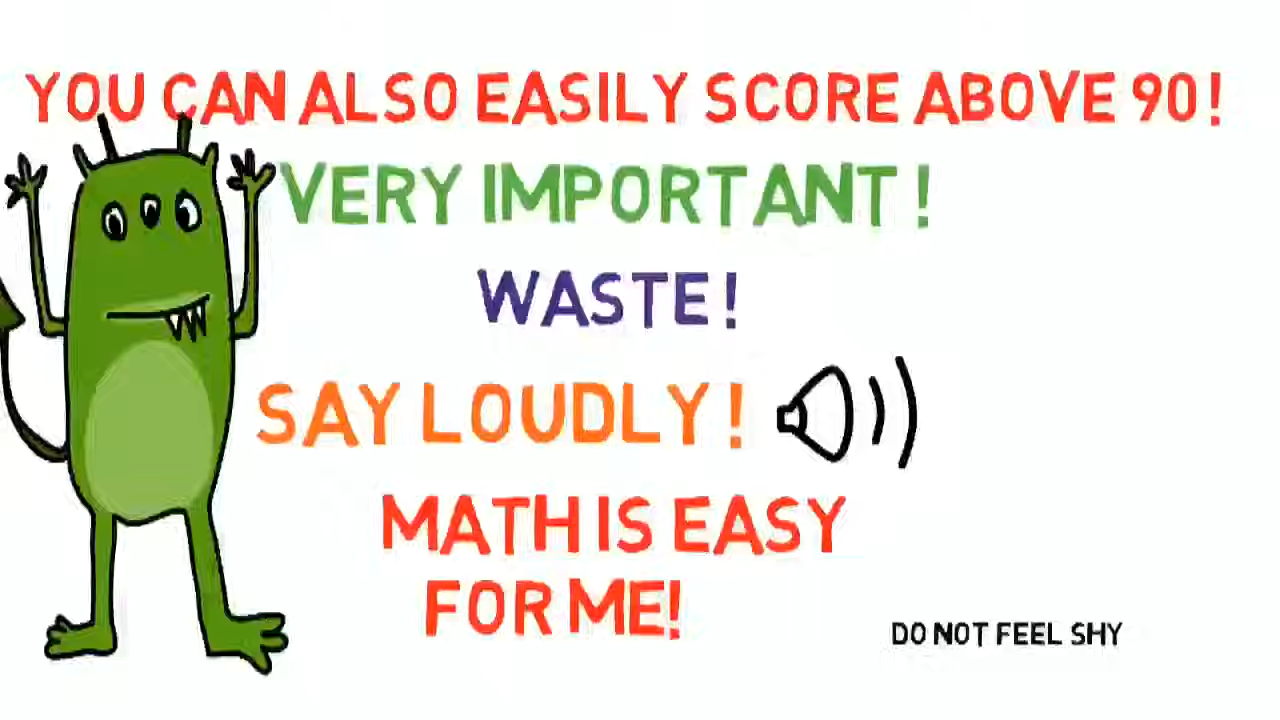 YOU CAN ALSO EASILY SCORE ABOVE 90!
VERY IMPORTANT!
WASTE!
SAY LOUDLY!
MATH IS EASY
FOR ME!
DO NOT FEEL SHY